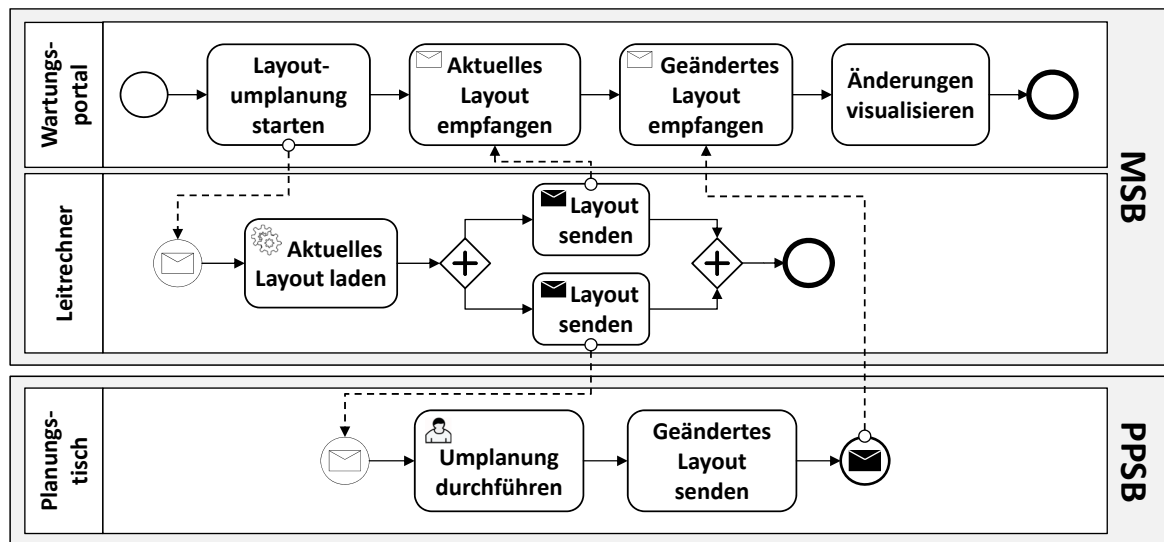 Wartungs-
portal
Layout-
umplanung
starten
Aktuelles
Layout
empfangen
Geändertes
Layout
empfangen
Änderungen
visualisieren
MSB
Leitrechner
Aktuelles
Layout laden
Layout
senden
Layout
senden
Planungs-
tisch
Umplanung
durchführen
Geändertes
Layout
senden
PPSB